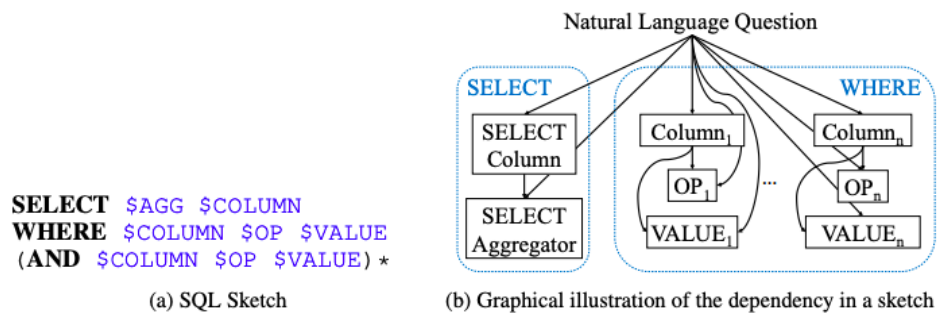 SELECT $AGG $COLUMN
WHERE $COLUMN $OP $VALUE
(AND $COLUMN $OP $VALUE)*
(a) SQL Sketch
Natural Language Question
SELECT
WHERE
SELECT
Column
SELECT
Aggregator
Column1
OP1
VALUE1
...
Columnn
OPn
VALUEn
(b) Graphical illustration of the dependency in a sketch